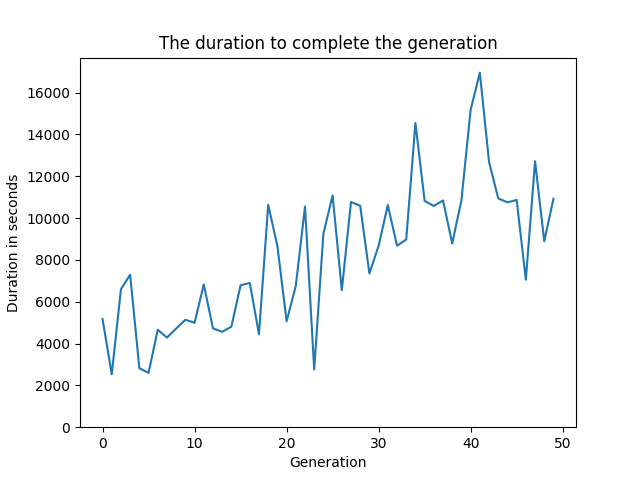 The duration to complete the generation
16000
14000
12000
10000
8000
6000
4000
2000
0
Duration in seconds
0 10 20 30 40 50
Generation